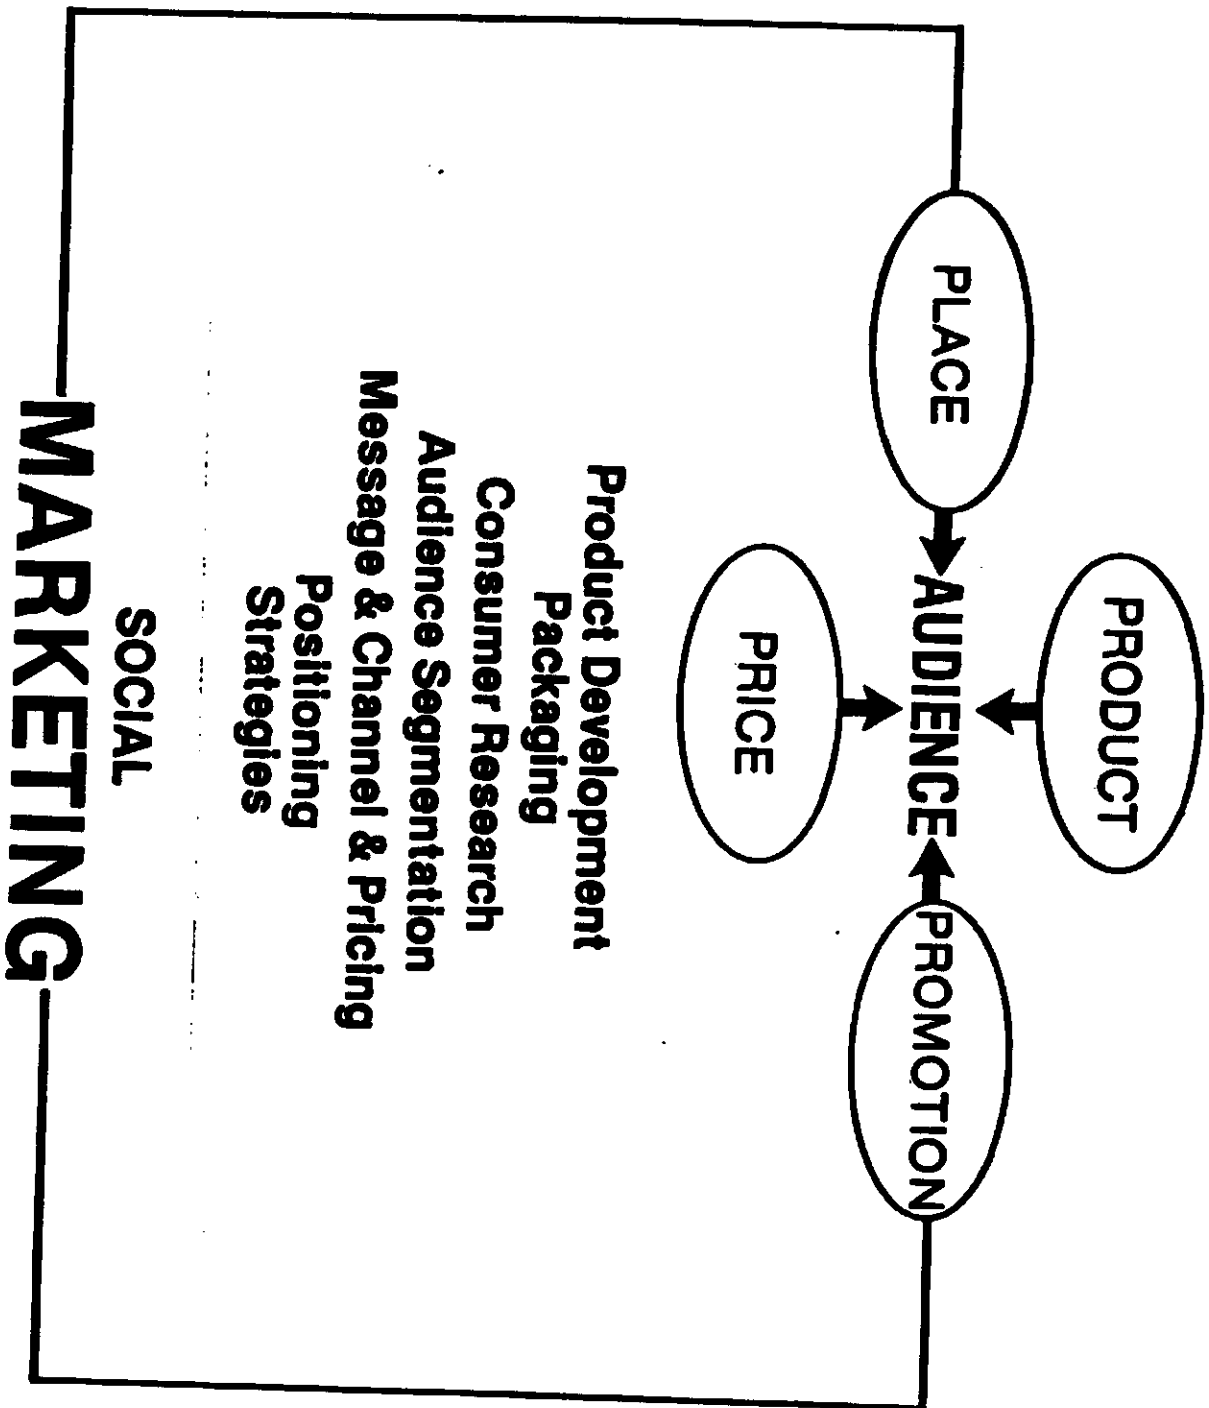 PRODUCT
PLACE AUDIENCE PROMOTION
PRICE
Product Development
Packaging
Consumer Research
Audience Segmentation
Message & Channel & Pricing
Positioning
Strategies
SOCIAL
MARKETING